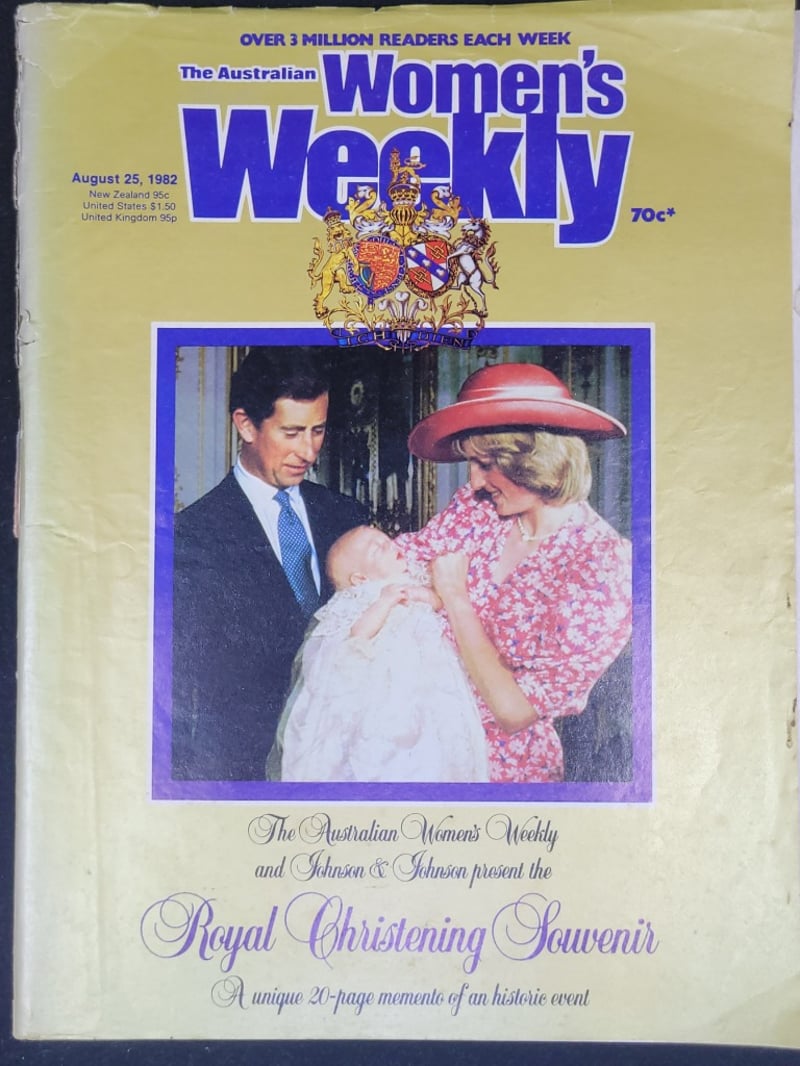 OVER 3 MILLION READERS EACH WEEK
The Australian Women's
Weekly
August 25, 1982
New Zealand 95c
United States $1.50
United Kingdom 95p
70c*
ICH DIEN
The Australian Women's Weekly
and Johnson & Johnson present the
Royal Christening Souvenir
A unique 20-page memento of an historic event